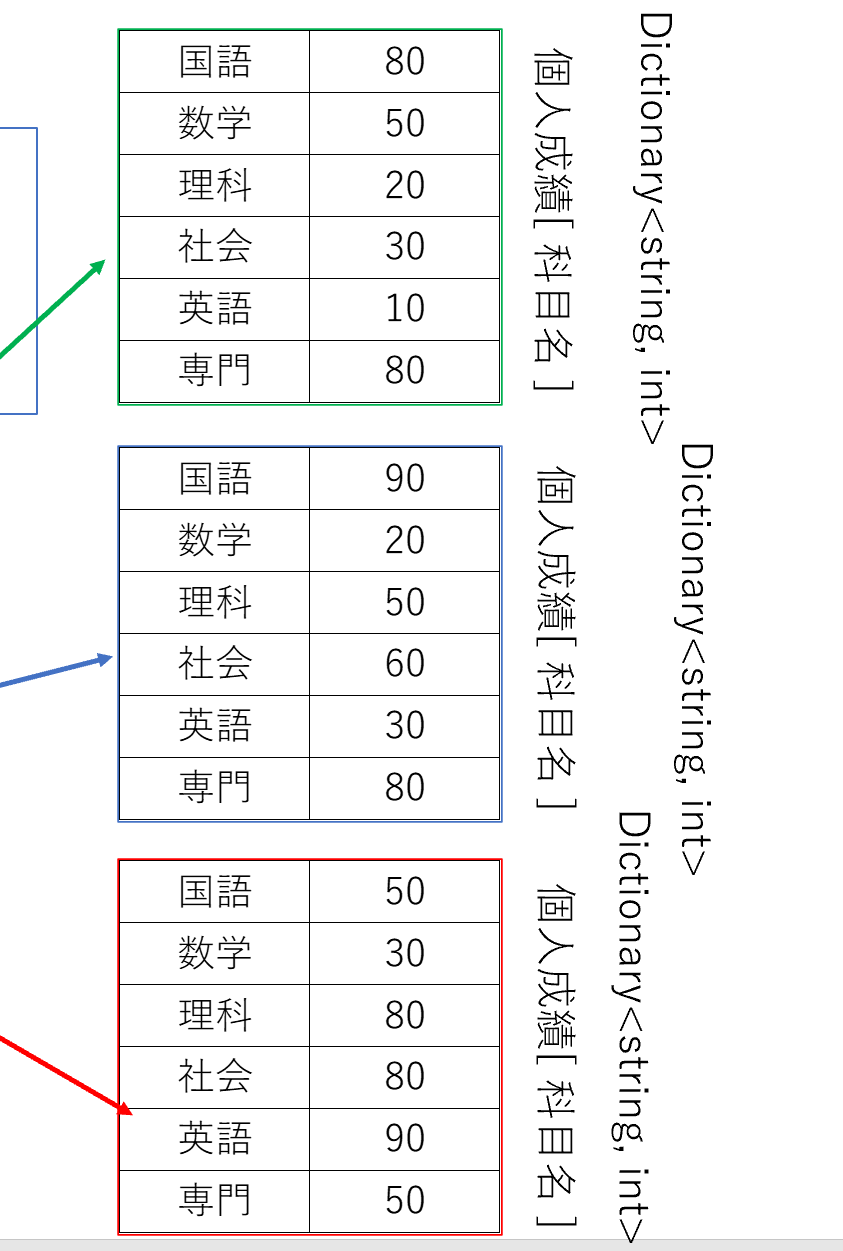 国語 80
数学 50
理科 20
社会 30
英語 10
専門 80
個人成績[ 科目名 ]
Dictionary<string, int>
国語 90
数学 20
理科 50
社会 60
英語 30
専門 80
個人成績[ 科目名 ]
Dictionary<string, int>
国語 50
数学 30
理科 80
社会 80
英語 90
専門 50
個人成績[ 科目名 ]
Dictionary<string, int>